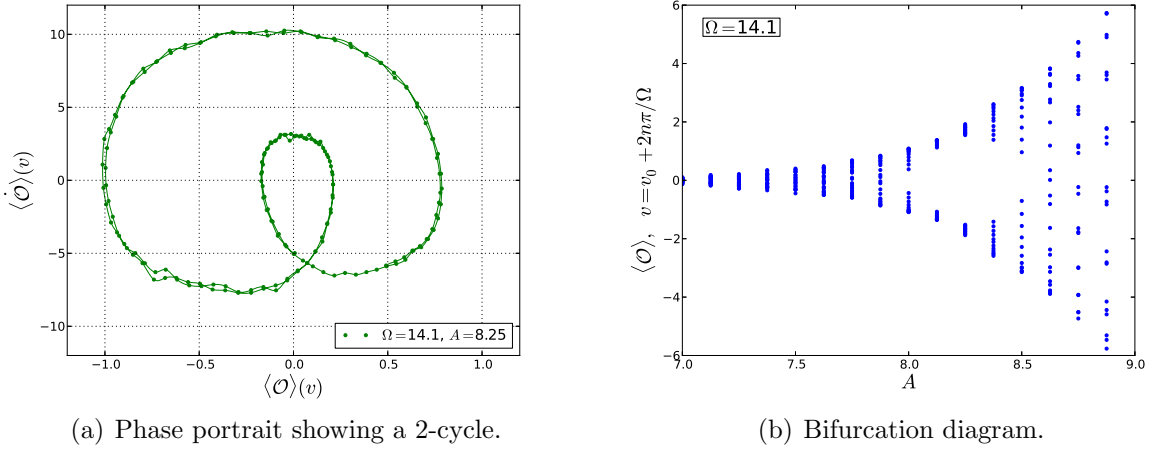 10
5
0
−5
−10
−1.0 −0.5 0.0 0.5 1.0
⟨𝒪̇⟩(v)
⟨𝒪⟩(v)
Ω=14.1, A=8.25
(a) Phase portrait showing a 2-cycle.
Ω=14.1
6
4
2
0
−2
−4
−6
7.0 7.5 8.0 8.5 9.0
⟨𝒪⟩, v=v₀+2nπ/Ω
A
(b) Bifurcation diagram.